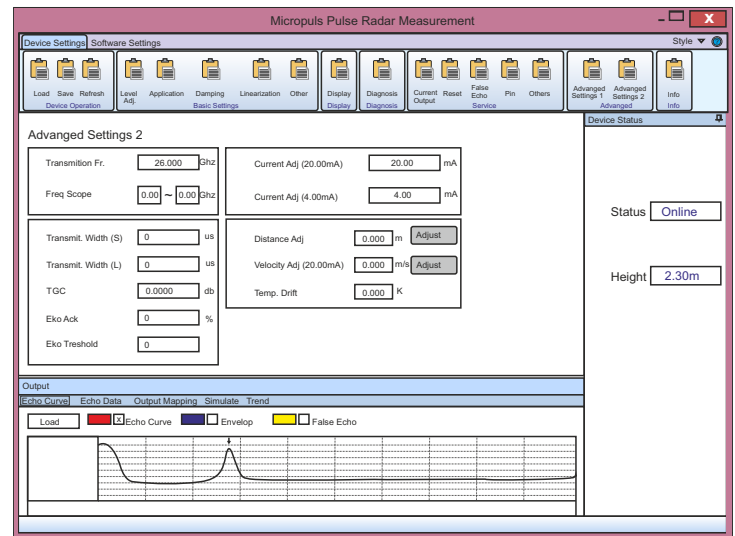 Micropuls Pulse Radar Measurement
X
Device Settings Software Settings
Style
Load Save Refresh
Device Operation
Level Adj. Application Damping Linearization Other
Basic Settings
Display
Display
Diagnosis
Diagnosis
Current Output Reset False Echo Pin Others
Service
Advanged Settings 1 Advanged Settings 2
Advanged
Info
Info
Device Status
Advanged Settings 2
Transmition Fr. 26.000 Ghz
Freq Scope 0.00 ~ 0.00 Ghz
Current Adj (20.00mA) 20.00 mA
Current Adj (4.00mA) 4.00 mA
Transmit. Width (S) 0 us
Transmit. Width (L) 0 us
TGC 0.0000 db
Eko Ack 0 %
Eko Treshold 0
Distance Adj 0.000 m Adjust
Velocity Adj (20.00mA) 0.000 m/s Adjust
Temp. Drift 0.000 K
Status Online
Height 2.30m
Output
Echo Curve Echo Data Output Mapping Simulate Trend
Load x Echo Curve Envelop False Echo